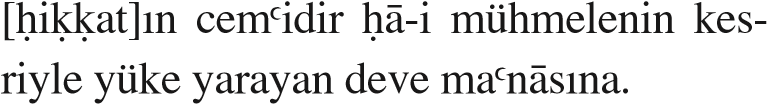 [ḥiḳḳat]ın cemʿidir ḥā-i mühmelenin kes-
riyle yüke yarayan deve maʿnāsına.